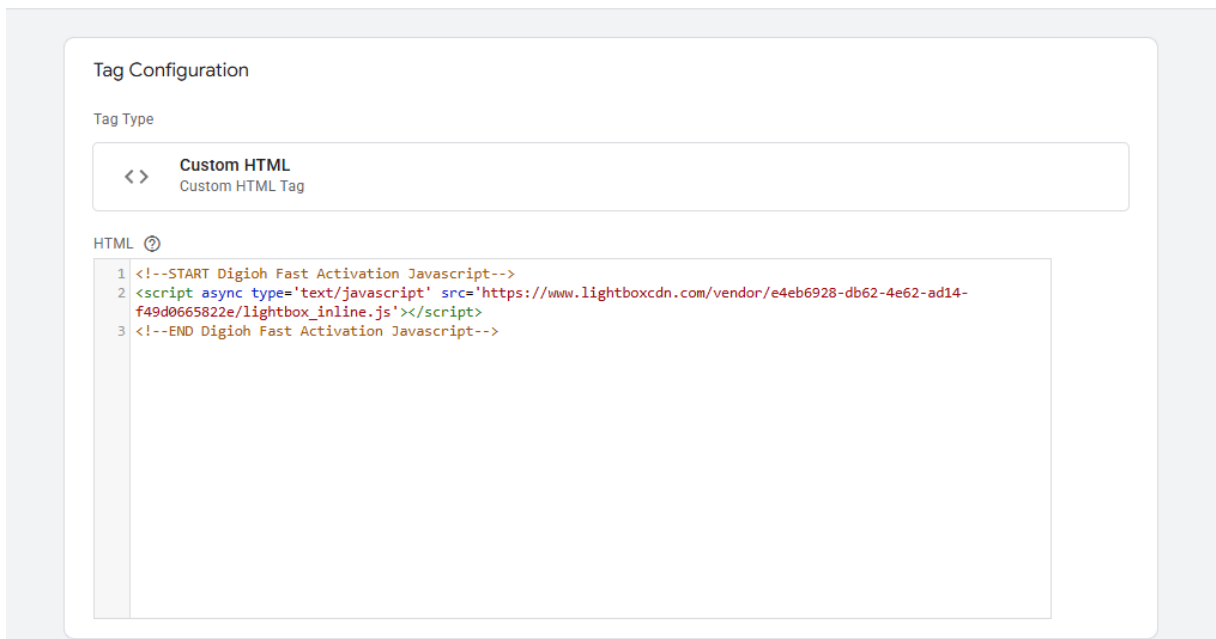 Tag Configuration
Tag Type
Custom HTML
Custom HTML Tag
HTML
1 <!--START Digioh Fast Activation Javascript-->
2 <script async type='text/javascript' src='https://www.lightboxcdn.com/vendor/e4eb6928-db62-4e62-ad14-
f49d0665822e/lightbox_inline.js'></script>
3 <!--END Digioh Fast Activation Javascript-->